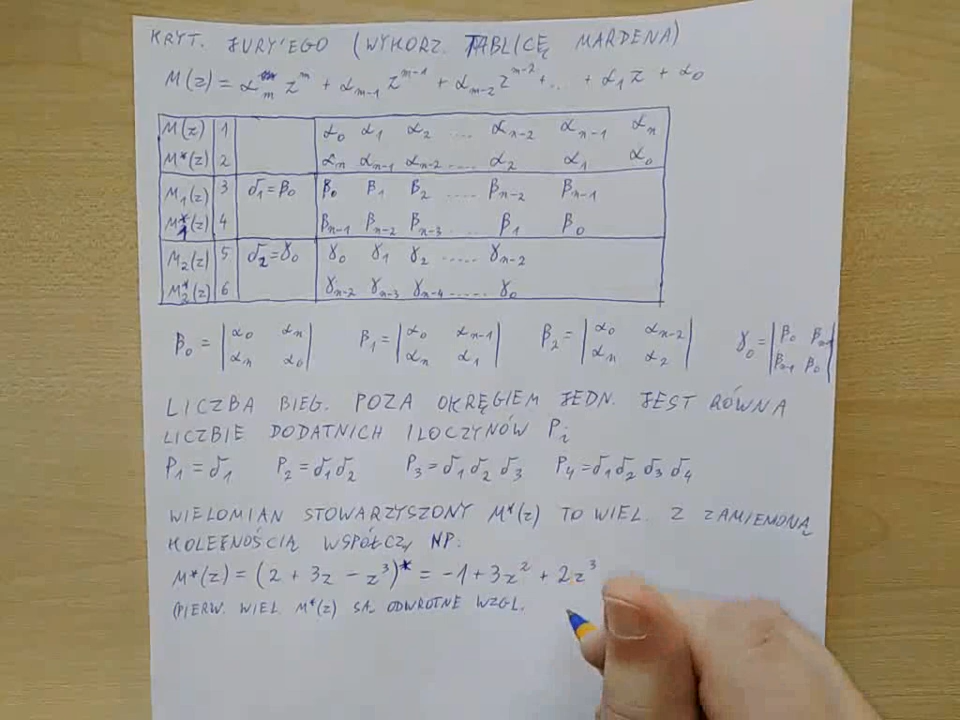 KRYT. JURY'EGO (WYKORZ. TABLICĘ MARDENA)
M(z) = α_m z^m + α_{m-1} z^{m-1} + α_{m-2} z^{m-2} + ... + α_1 z + α_0
M(z) 1 α_0 α_1 α_2 .... α_{n-2} α_{n-1} α_n
M*(z) 2 α_n α_{n-1} α_{n-2} .... α_2 α_1 α_0
M_1(z) 3 δ_1=β_0 β_0 β_1 β_2 ..... β_{n-2} β_{n-1}
M_1*(z) 4 β_{n-1} β_{n-2} β_{n-3} .... β_1 β_0
M_2(z) 5 δ_2=γ_0 γ_0 γ_1 γ_2 ..... γ_{n-2}
M_2*(z) 6 γ_{n-2} γ_{n-3} γ_{n-4} ..... γ_0
β_0 = |α_0 α_n| β_1 = |α_0 α_{n-1}| β_2 = |α_0 α_{n-2}| γ_0 = |β_0 β_{n-1}|
|α_n α_0| |α_n α_1| |α_n α_2| |β_{n-1} β_0|
LICZBA BIEG. POZA OKRĘGIEM JEDN. JEST RÓWNA
LICZBIE DODATNICH ILOCZYNÓW P_i
P_1 = δ_1 P_2 = δ_1 δ_2 P_3 = δ_1 δ_2 δ_3 P_4 = δ_1 δ_2 δ_3 δ_4
WIELOMIAN STOWARZYSZONY M*(z) TO WIEL. Z ZAMIENIONĄ
KOLEJNOŚCIĄ WSPÓŁCZ, NP.
M*(z) = (2 + 3z - z^3)* = -1 + 3z^2 + 2z^3
(PIERW. WIEL M*(z) SĄ ODWROTNE WZGL.